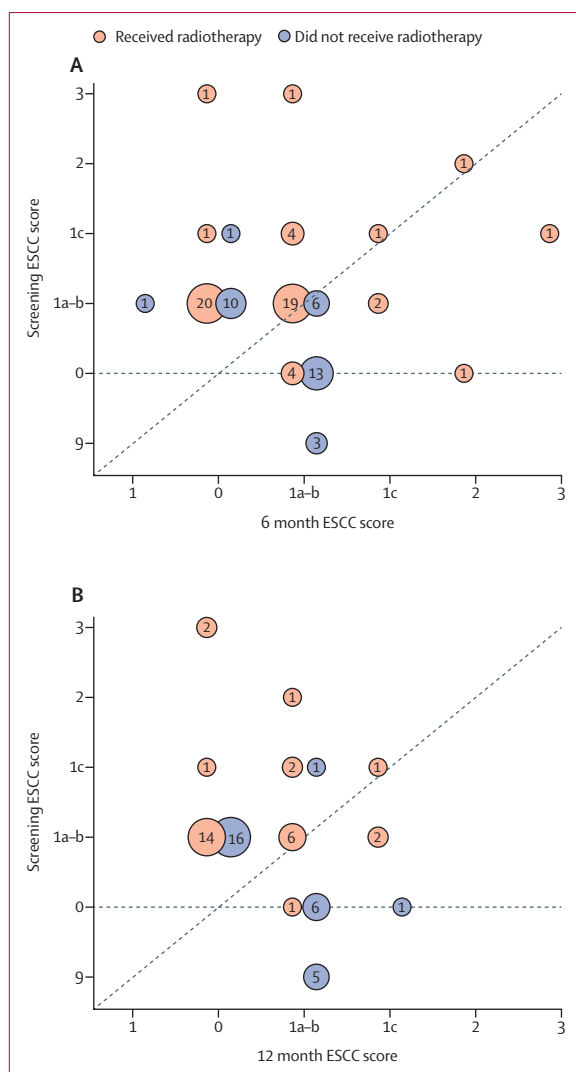 Received radiotherapy Did not receive radiotherapy
A
3 1 1
2 1
1c 1 1 4 1 1
1a–b 1 20 10 19 6 2
0 4 13 1
9 3
Screening ESCC score
1 0 1a–b 1c 2 3
6 month ESCC score
B
3 2
2 1
1c 1 2 1 1
1a–b 14 16 6 2
0 1 6 1
9 5
Screening ESCC score
1 0 1a–b 1c 2 3
12 month ESCC score